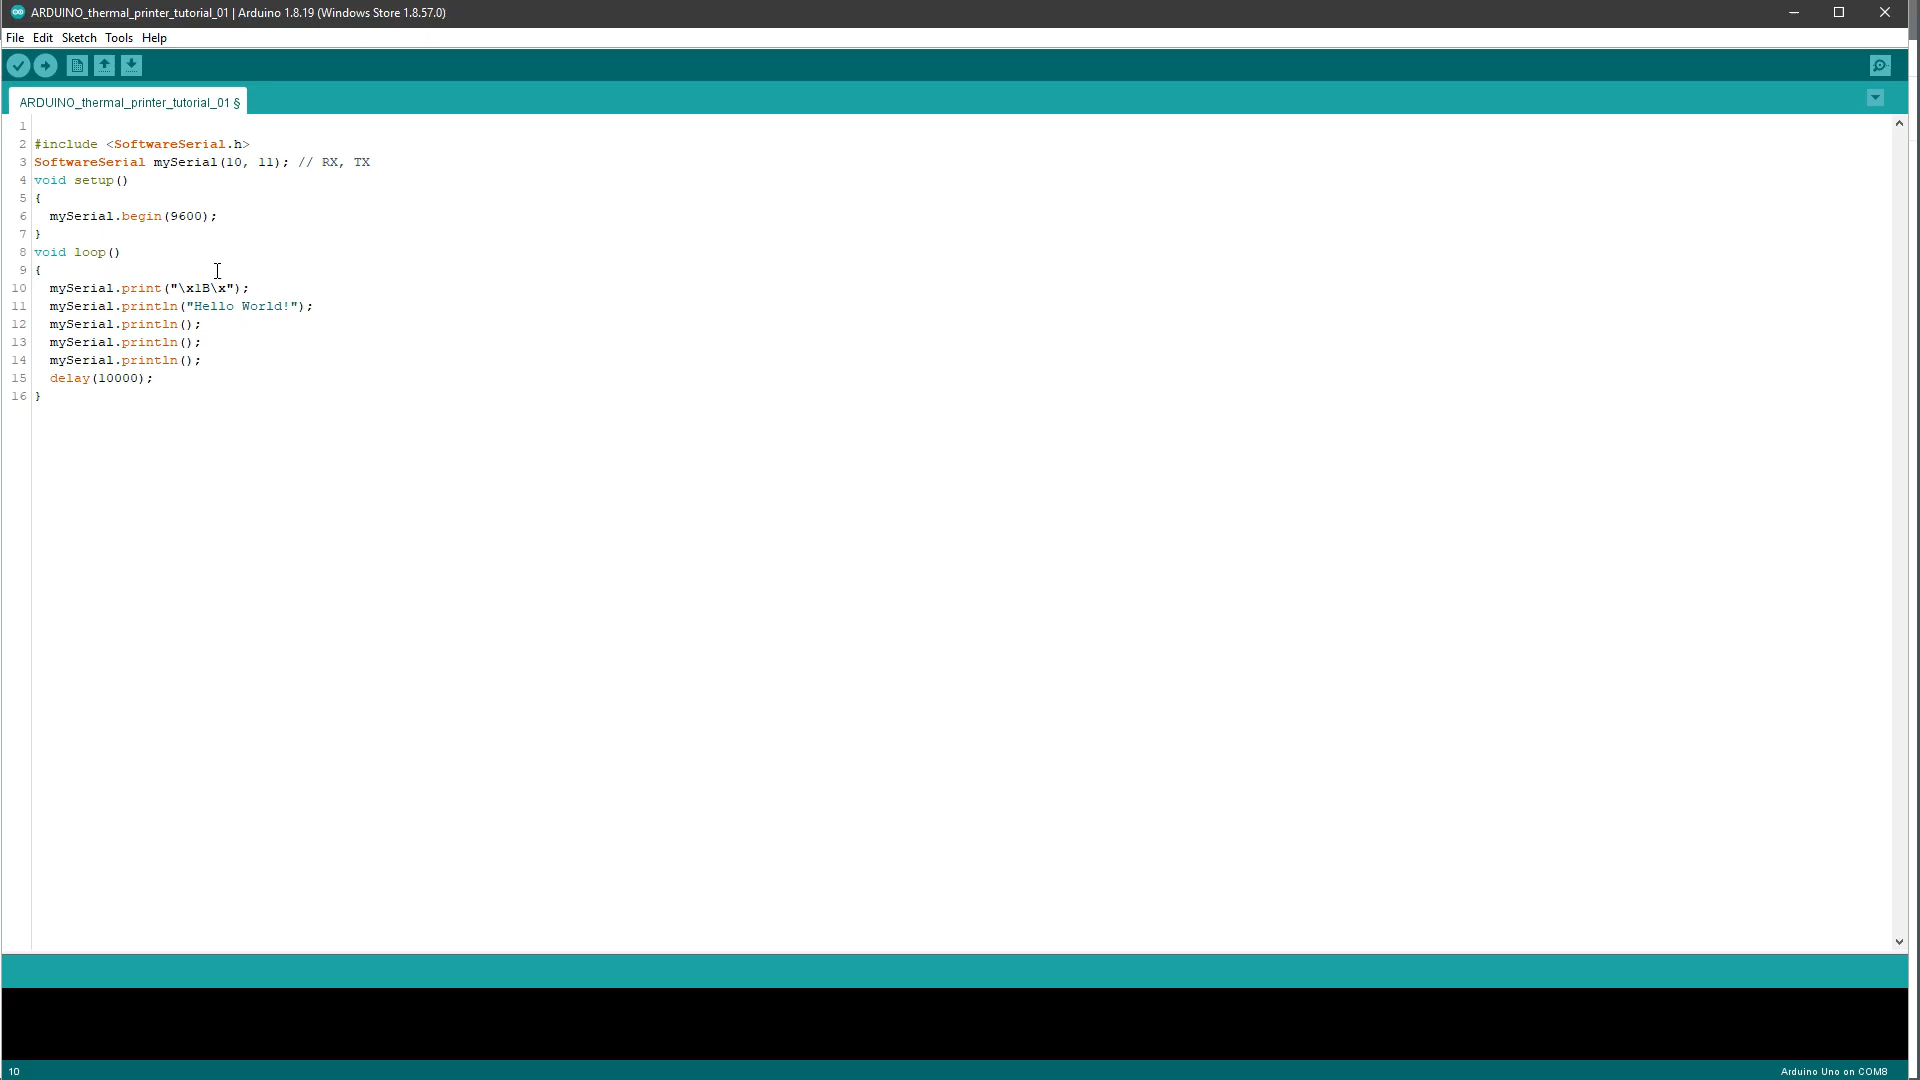 ARDUINO_thermal_printer_tutorial_01 | Arduino 1.8.19 (Windows Store 1.8.57.0)
File Edit Sketch Tools Help
ARDUINO_thermal_printer_tutorial_01 §
1
2 #include <SoftwareSerial.h>
3 SoftwareSerial mySerial(10, 11); // RX, TX
4 void setup()
5 {
6   mySerial.begin(9600);
7 }
8 void loop()
9 {
10   mySerial.print("\x1B\x");
11   mySerial.println("Hello World!");
12   mySerial.println();
13   mySerial.println();
14   mySerial.println();
15   delay(10000);
16 }
10
Arduino Uno on COM8